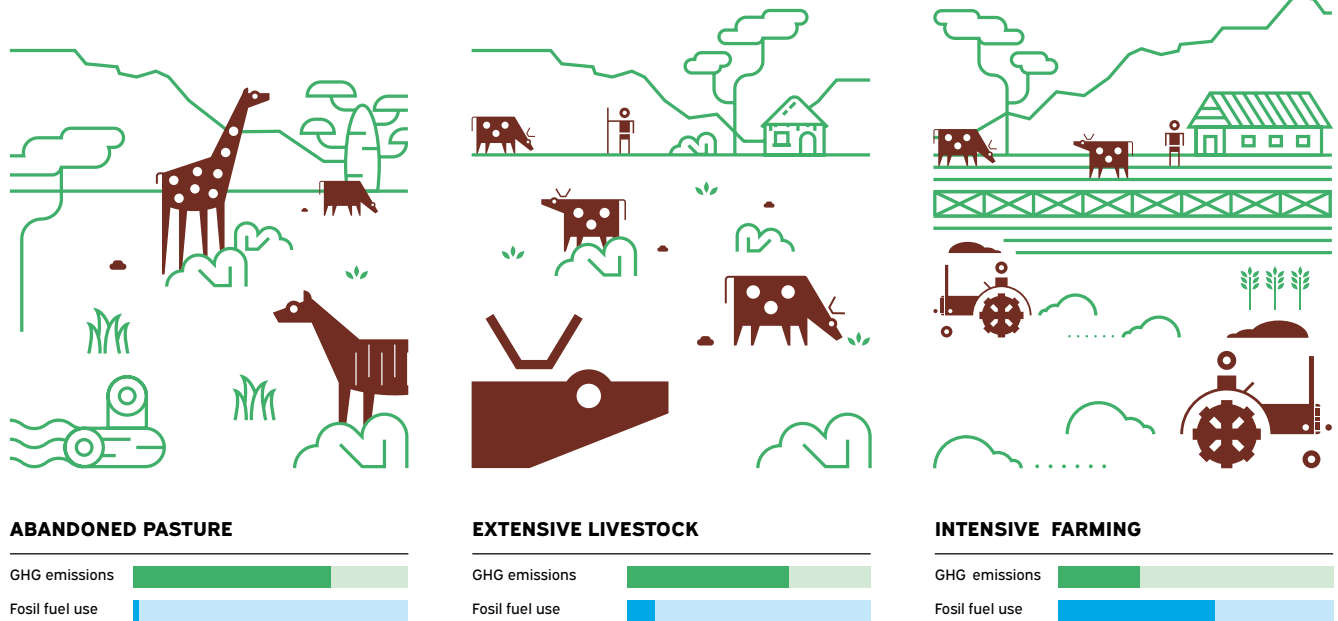 ABANDONED PASTURE
GHG emissions
Fosil fuel use
EXTENSIVE LIVESTOCK
GHG emissions
Fosil fuel use
INTENSIVE FARMING
GHG emissions
Fosil fuel use